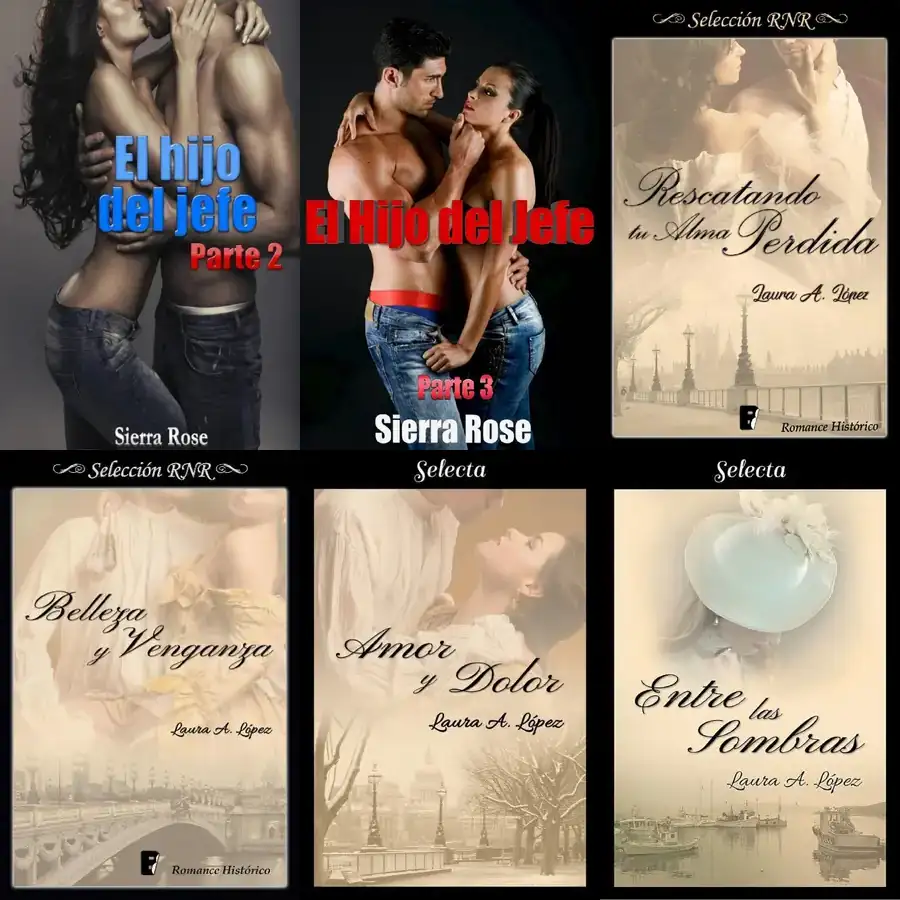 El hijo
del jefe
Parte 2
Sierra Rose
El Hijo del Jefe
Parte 3
Sierra Rose
Selección RNR
Rescatando
tu Alma Perdida
Laura A. López
Romance Histórico
Selección RNR
Belleza
y Venganza
Laura A. López
Romance Histórico
Selecta
Amor
y Dolor
Laura A. López
Selecta
Entre las
Sombras
Laura A. López